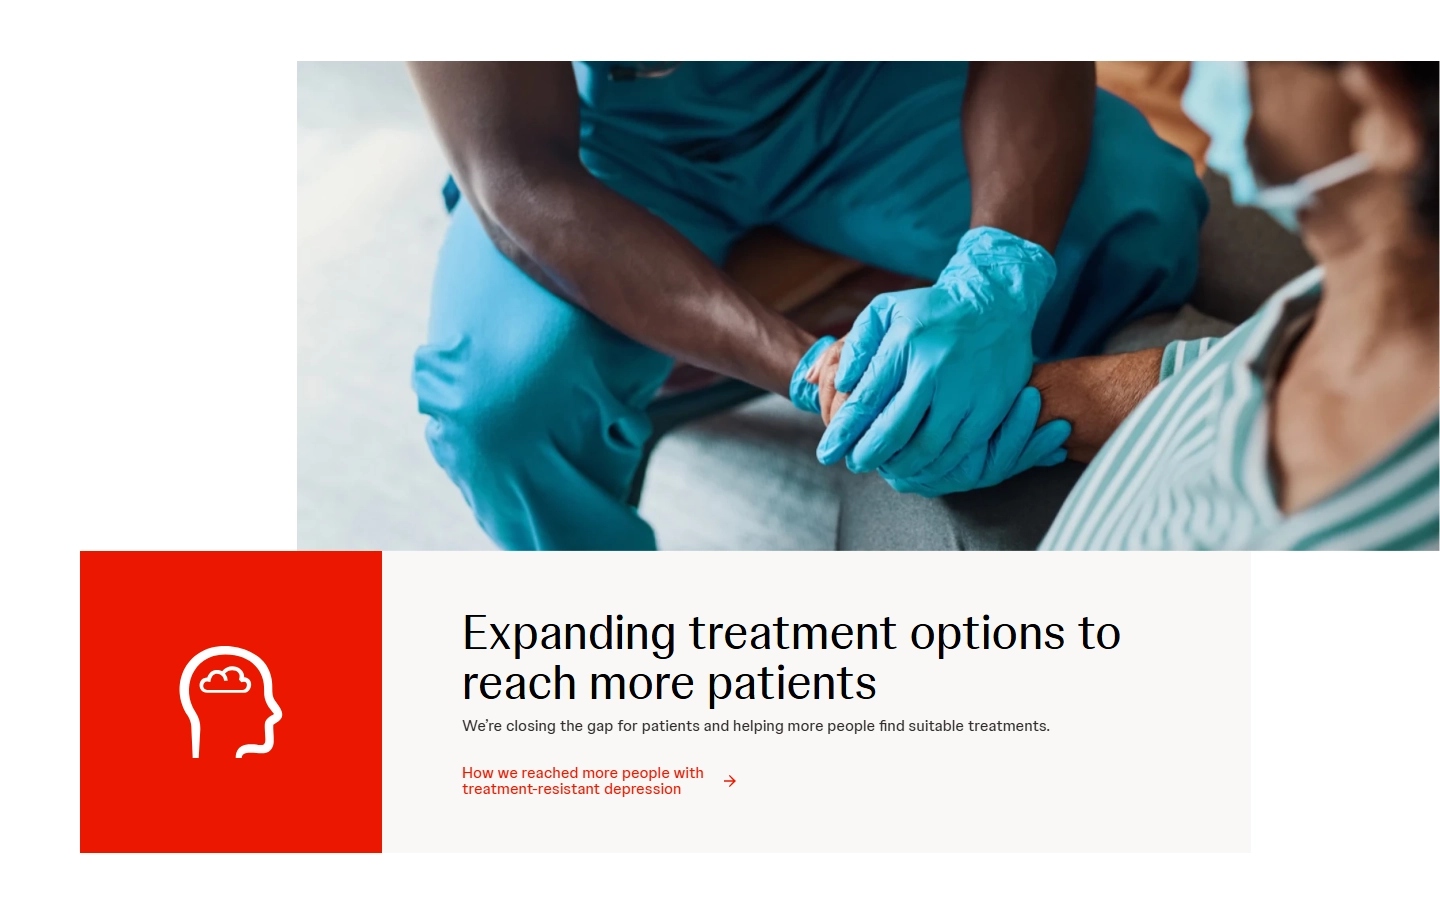 Expanding treatment options to
reach more patients
We’re closing the gap for patients and helping more people find suitable treatments.
How we reached more people with
treatment-resistant depression